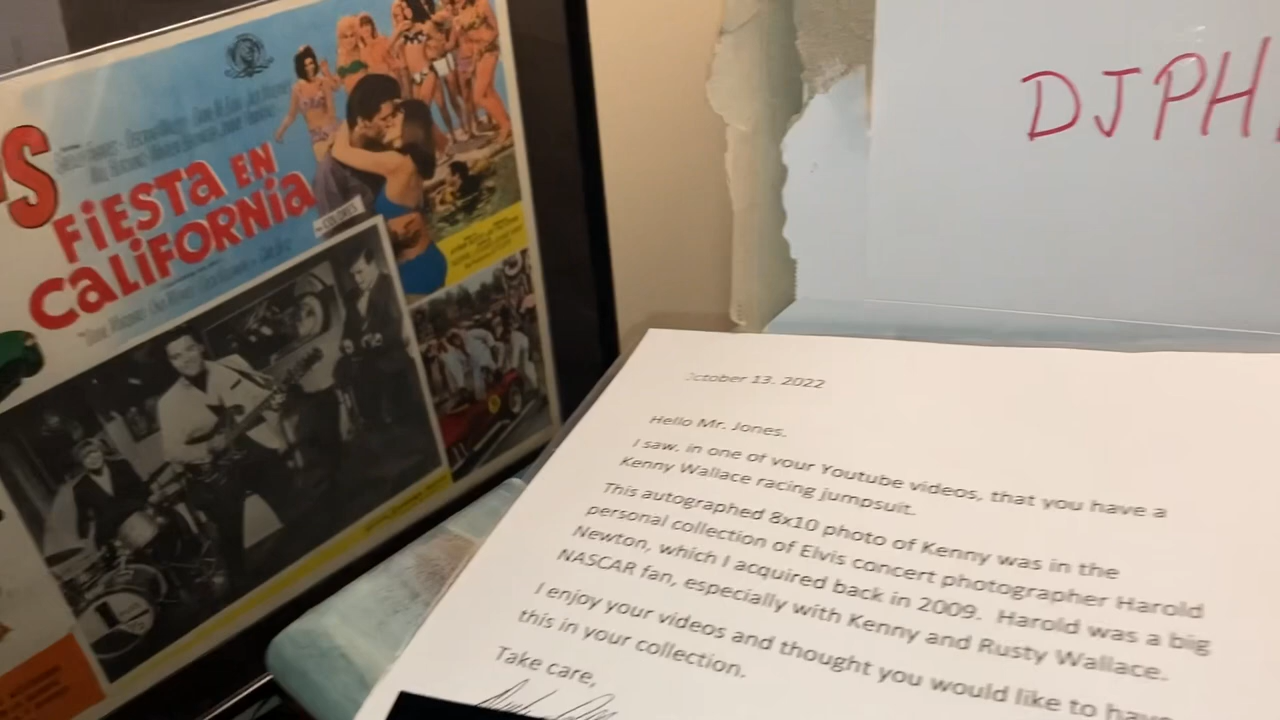 S
FIESTA EN
CALIFORNIA
DJPH
October 13, 2022
Hello Mr. Jones,
I saw, in one of your Youtube videos, that you have a
Kenny Wallace racing jumpsuit.
This autographed 8x10 photo of Kenny was in the
personal collection of Elvis concert photographer Harold
Newton, which I acquired back in 2009. Harold was a biig
NASCAR fan, especially with Kenny and Rusty Wallace.
I enjoy your videos and thought you would like to have
this in your collection.
Take care,